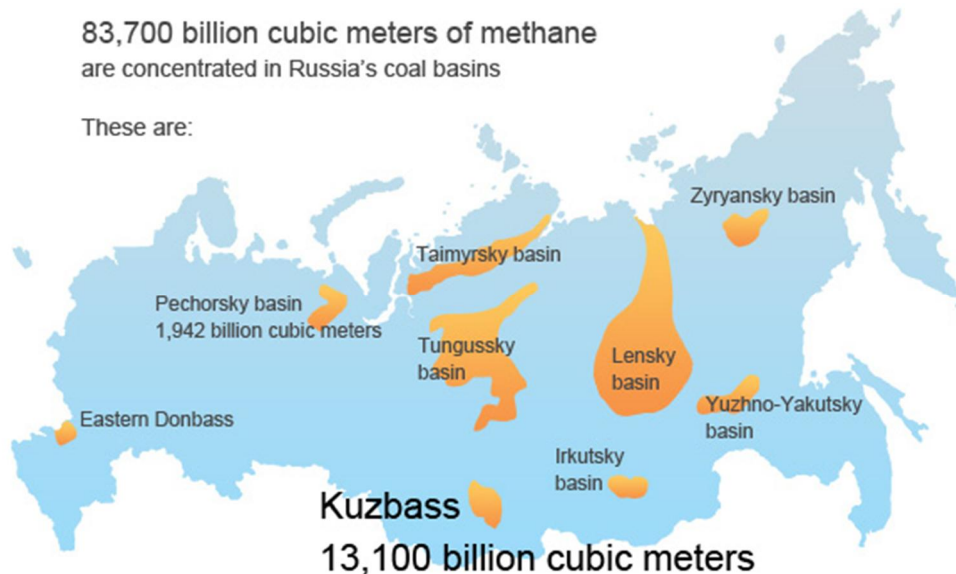 83,700 billion cubic meters of methane
are concentrated in Russia's coal basins
These are:
Zyryansky basin
Taimyrsky basin
Pechorsky basin
1,942 billion cubic meters
Tungussky
basin
Lensky
basin
Yuzhno-Yakutsky
basin
Eastern Donbass
Irkutsky
basin
Kuzbass
13,100 billion cubic meters